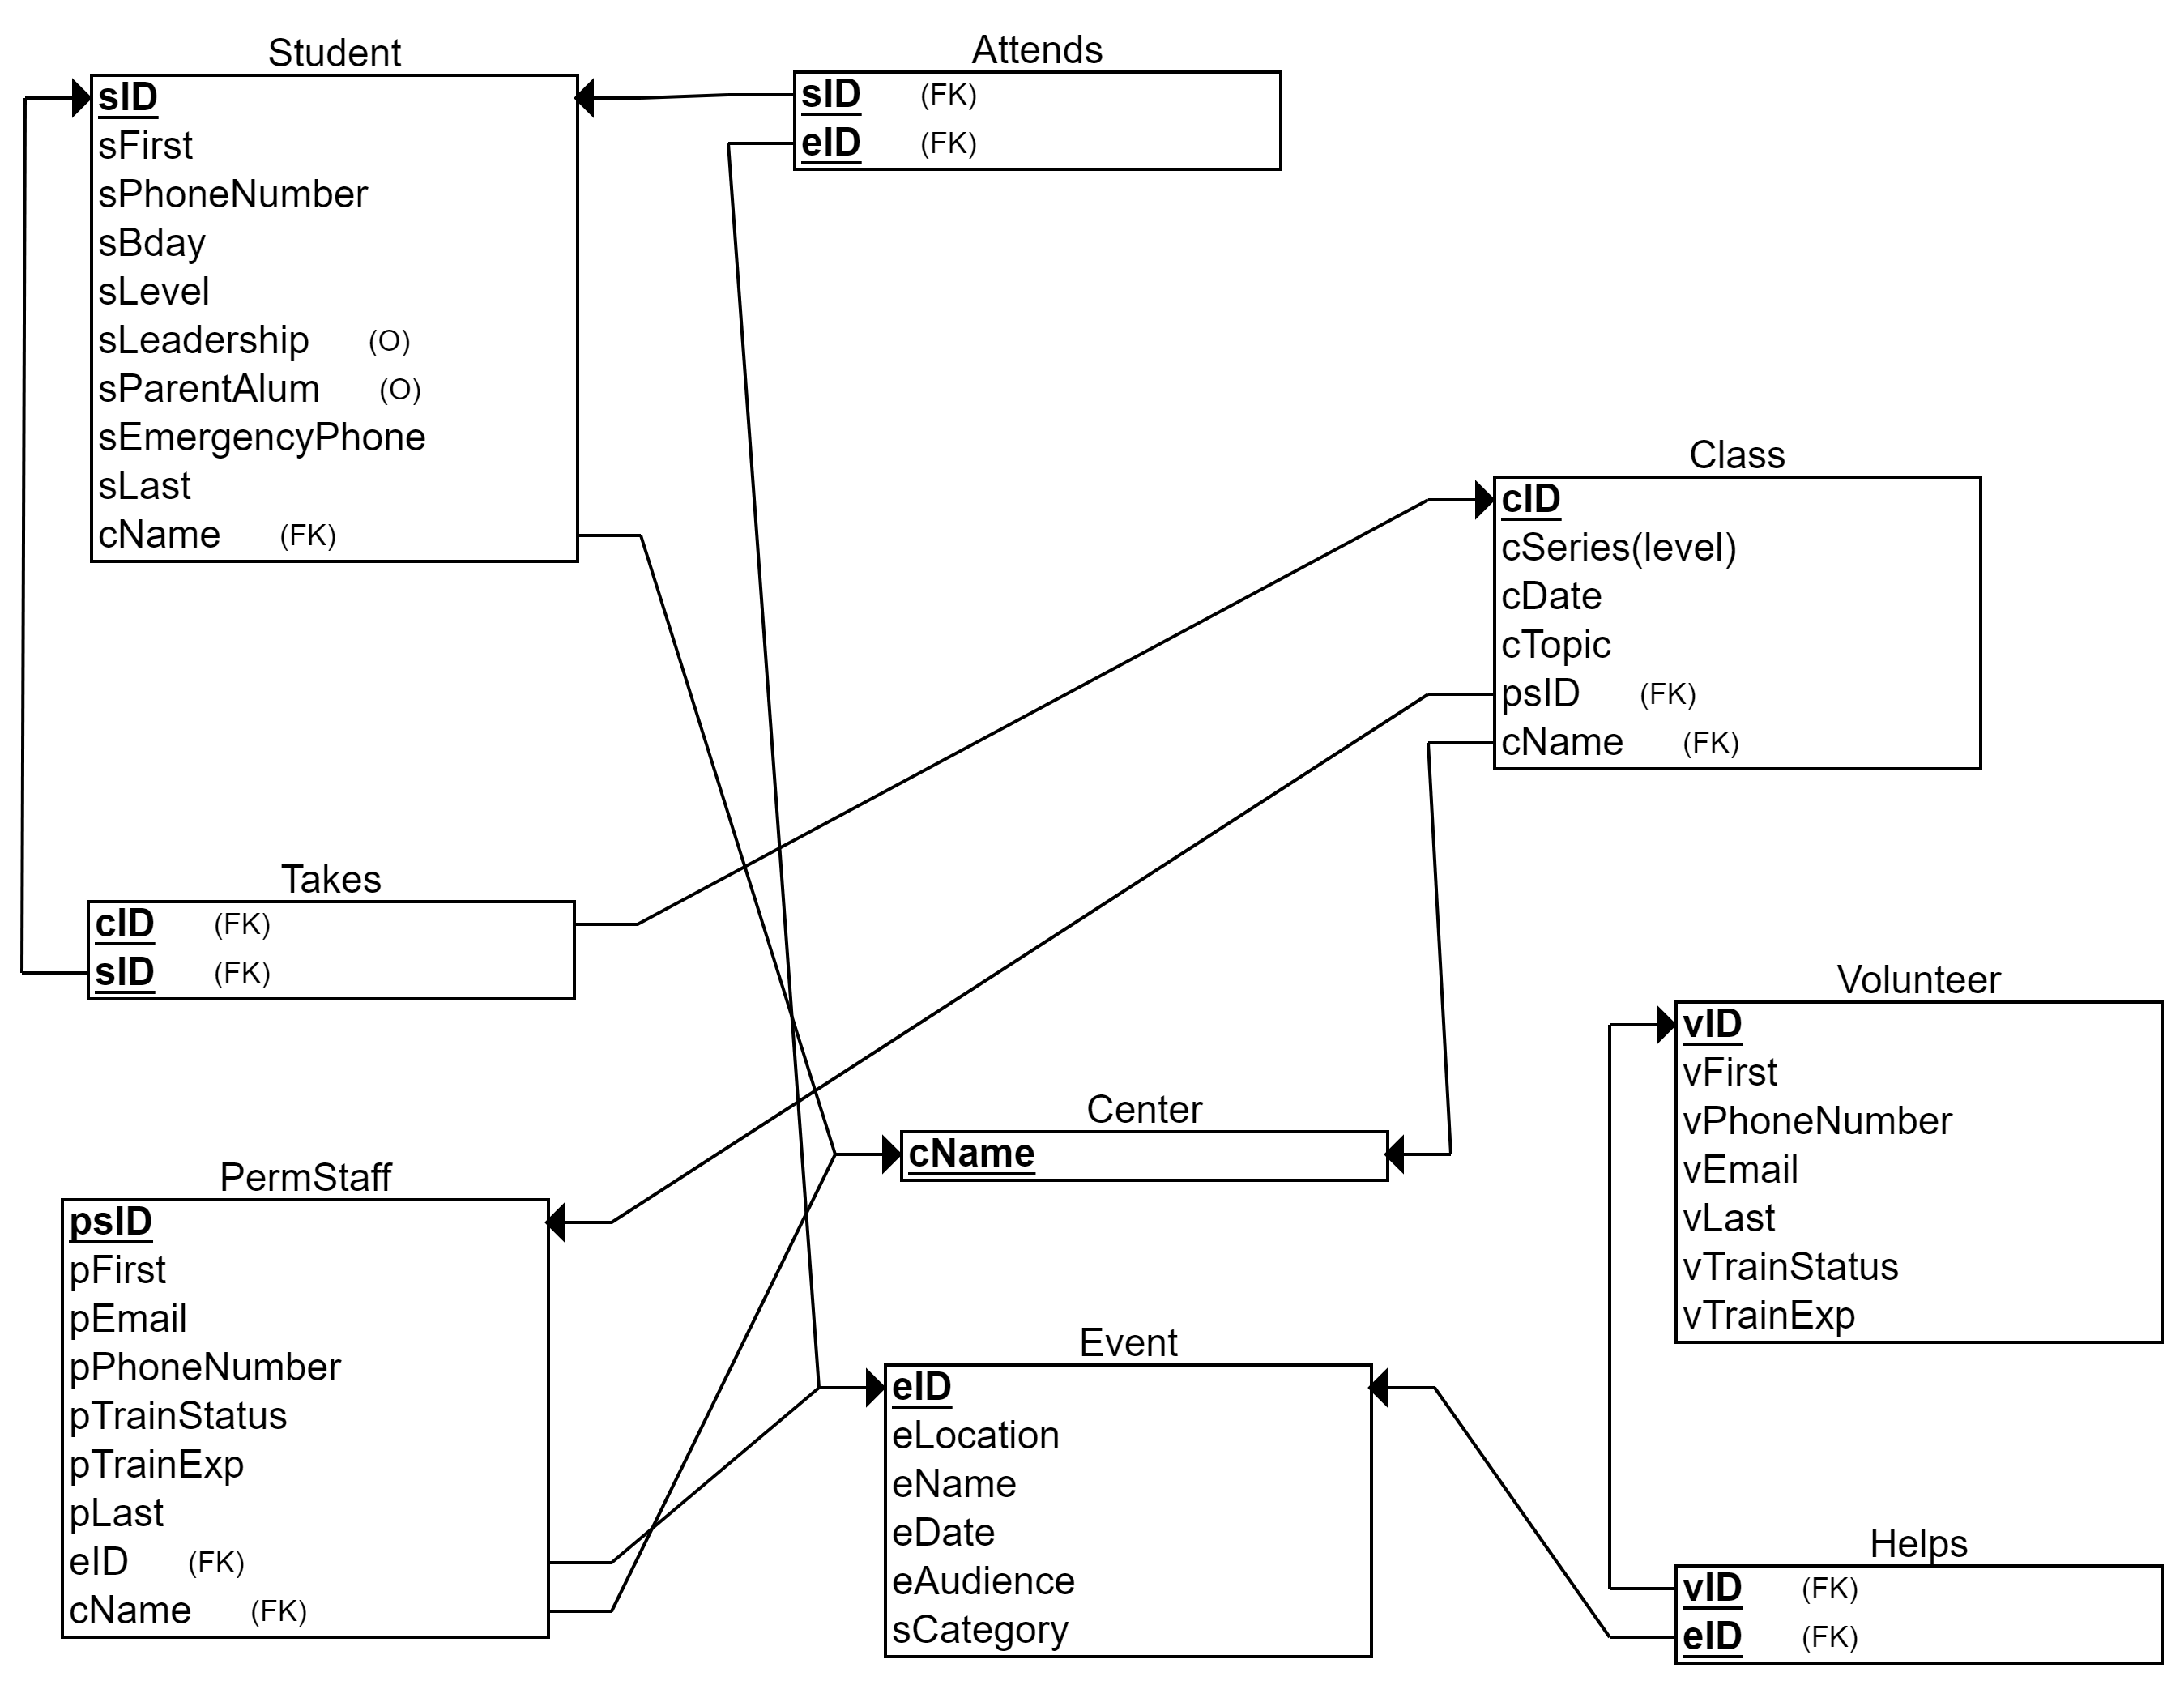 Student
sID
sFirst
sPhoneNumber
sBday
sLevel
sLeadership (O)
sParentAlum (O)
sEmergencyPhone
sLast
cName (FK)
Attends
sID (FK)
eID (FK)
Class
cID
cSeries(level)
cDate
cTopic
psID (FK)
cName (FK)
Takes
cID (FK)
sID (FK)
Volunteer
vID
vFirst
vPhoneNumber
vEmail
vLast
vTrainStatus
vTrainExp
Center
cName
PermStaff
psID
pFirst
pEmail
pPhoneNumber
pTrainStatus
pTrainExp
pLast
eID (FK)
cName (FK)
Event
eID
eLocation
eName
eDate
eAudience
sCategory
Helps
vID (FK)
eID (FK)